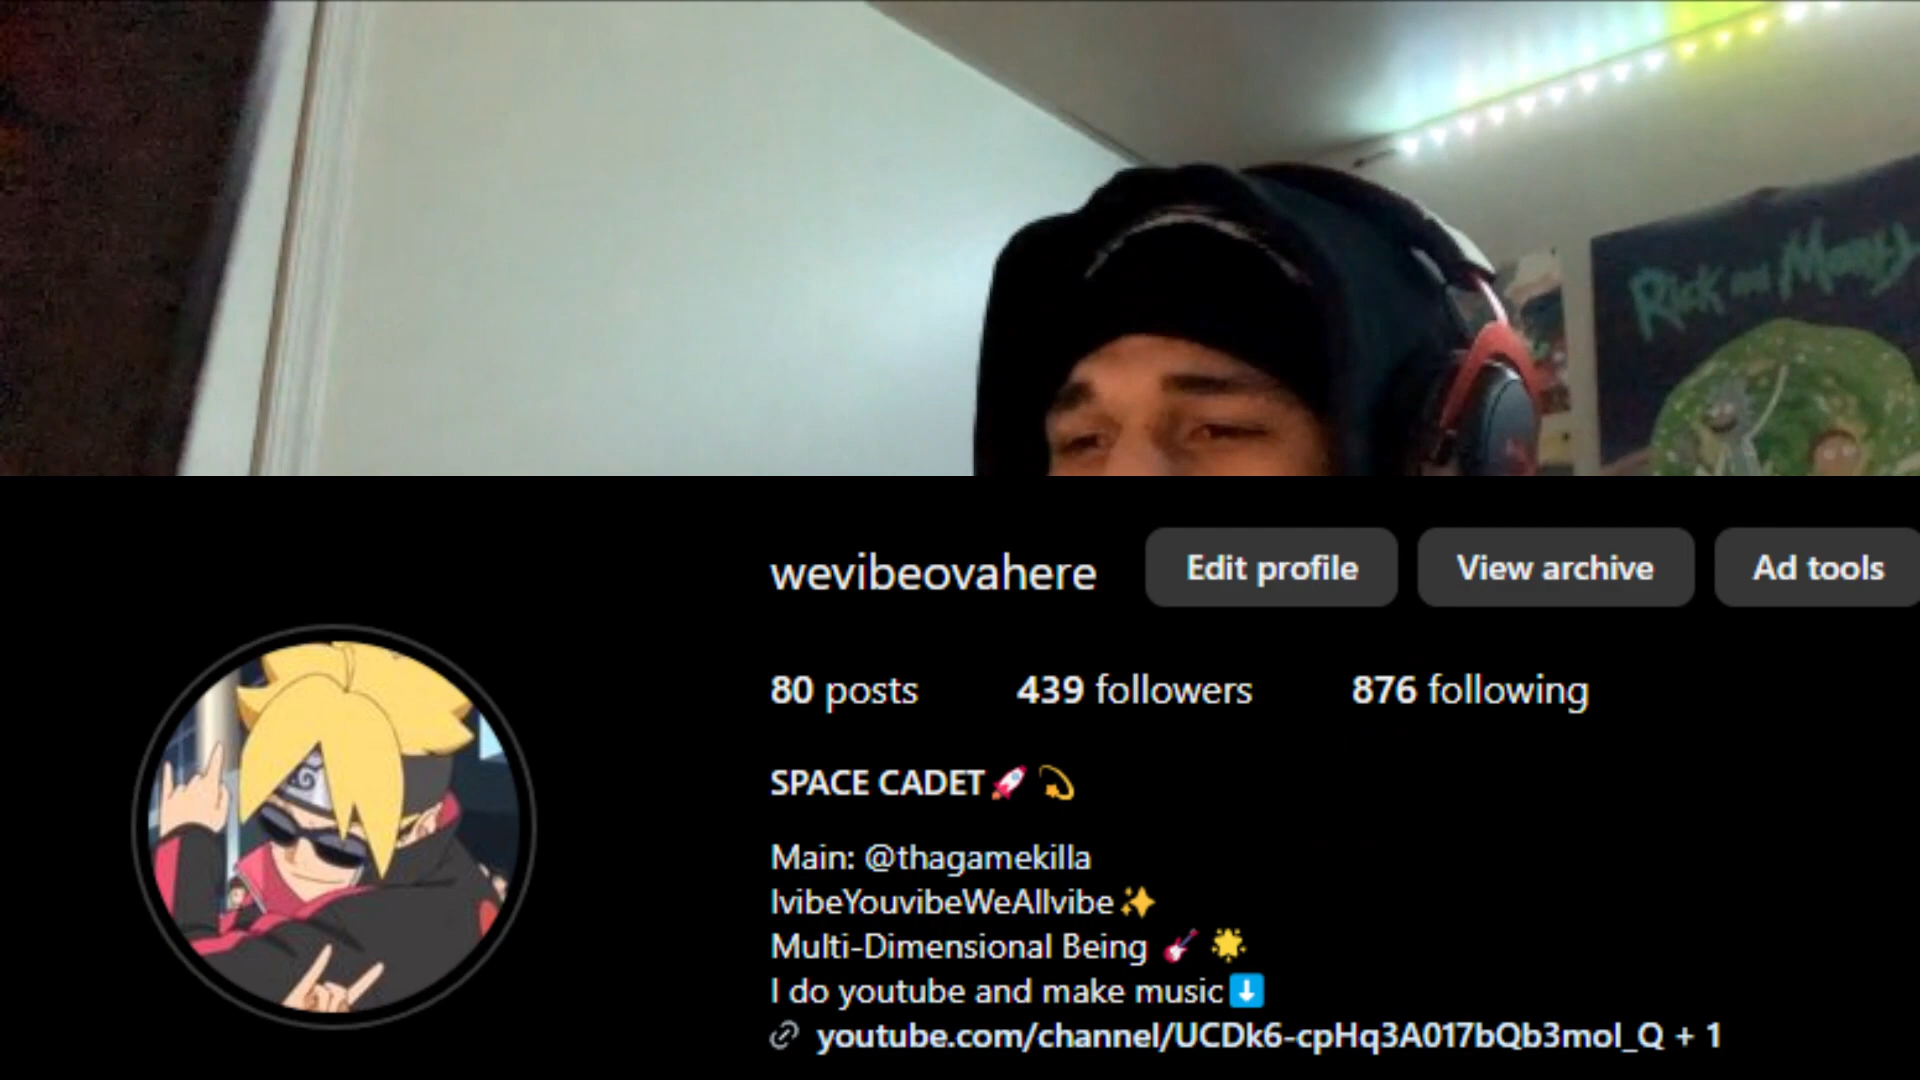 Rick and Morty
wevibeovahere Edit profile View archive Ad tools
80 posts 439 followers 876 following
SPACE CADET🚀 💫
Main: @thagamekilla
IvibeYouvibeWeAllvibe✨
Multi-Dimensional Being 🎸 🌟
I do youtube and make music⬇️
youtube.com/channel/UCDk6-cpHq3A017bQb3mol_Q + 1